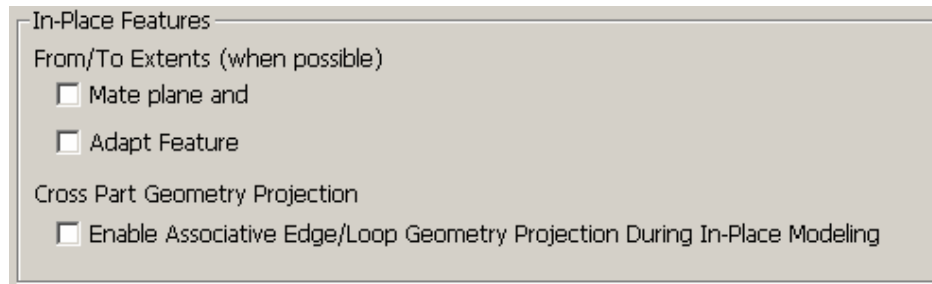 In-Place Features
From/To Extents (when possible)
Mate plane and
Adapt Feature
Cross Part Geometry Projection
Enable Associative Edge/Loop Geometry Projection During In-Place Modeling